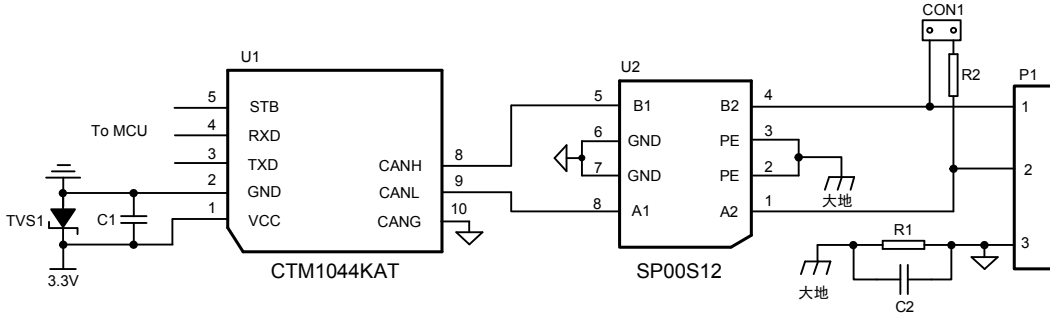 CON1
R2
P1
U1
U2
5 STB
4 RXD
3 TXD
2 GND
1 VCC
To MCU
CANH 8
CANL 9
CANG 10
TVS1
C1
3.3V
CTM1044KAT
5 B1
6 GND
7 GND
8 A1
B2 4
PE 3
PE 2
A2 1
大地
SP00S12
1
2
3
R1
C2
大地